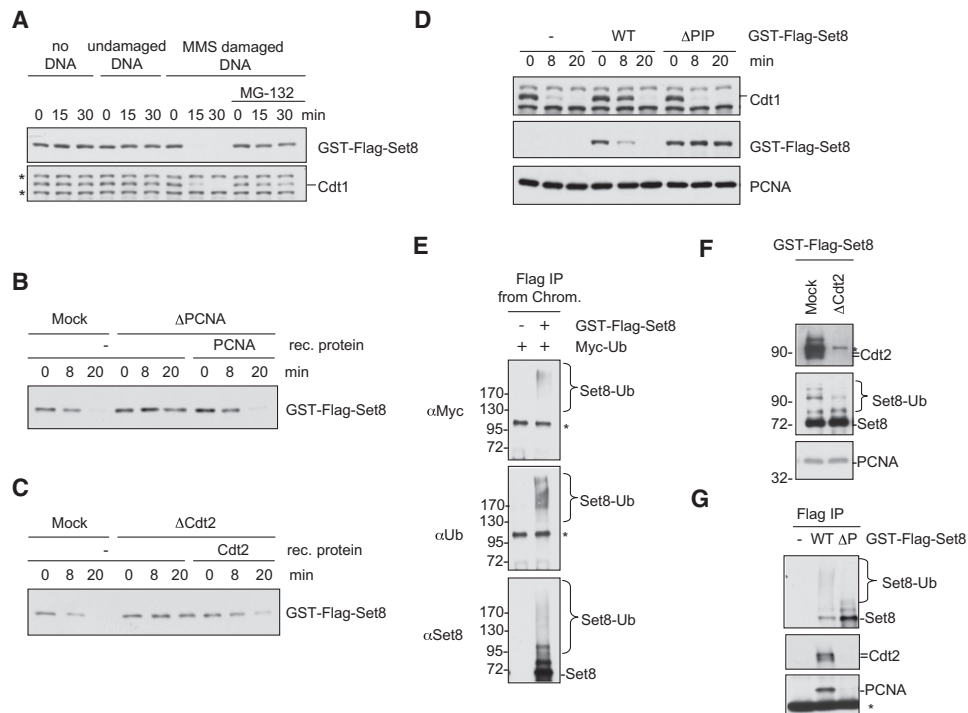 A
no DNA
undamaged DNA
MMS damaged DNA
MG-132
0 15 30 0 15 30 0 15 30 0 15 30 min
GST-Flag-Set8
*
*
Cdt1
B
Mock
ΔPCNA
-
PCNA
rec. protein
0 8 20 0 8 20 0 8 20 min
GST-Flag-Set8
C
Mock
ΔCdt2
-
Cdt2
rec. protein
0 8 20 0 8 20 0 8 20 min
GST-Flag-Set8
D
- WT ΔPIP GST-Flag-Set8
0 8 20 0 8 20 0 8 20 min
Cdt1
GST-Flag-Set8
PCNA
E
Flag IP
from Chrom.
- + GST-Flag-Set8
+ + Myc-Ub
αMyc
170-
130-
95-
72-
Set8-Ub
*
αUb
170-
130-
95-
72-
Set8-Ub
*
αSet8
170-
130-
95-
72-
Set8-Ub
-Set8
F
GST-Flag-Set8
Mock
ΔCdt2
90-
*
=Cdt2
90-
72-
Set8-Ub
-Set8
-PCNA
32-
G
Flag IP
- WT ΔP GST-Flag-Set8
Set8-Ub
-Set8
=Cdt2
-PCNA
*